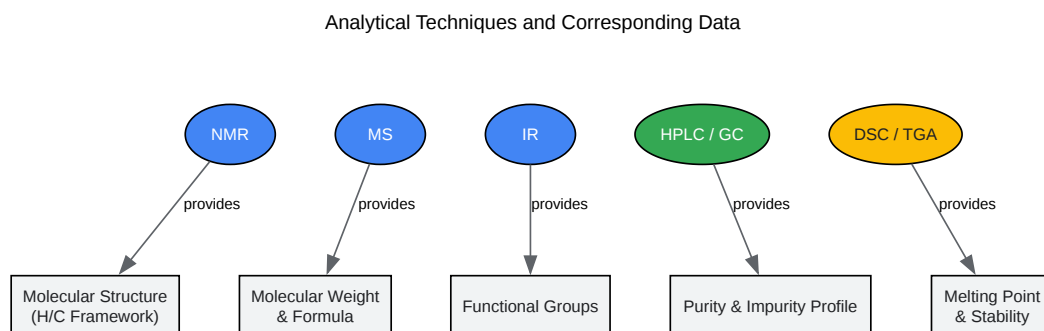 Analytical Techniques and Corresponding Data
NMR
MS
IR
HPLC / GC
DSC / TGA
provides
provides
provides
provides
provides
Molecular Structure
(H/C Framework)
Molecular Weight
& Formula
Functional Groups
Purity & Impurity Profile
Melting Point
& Stability